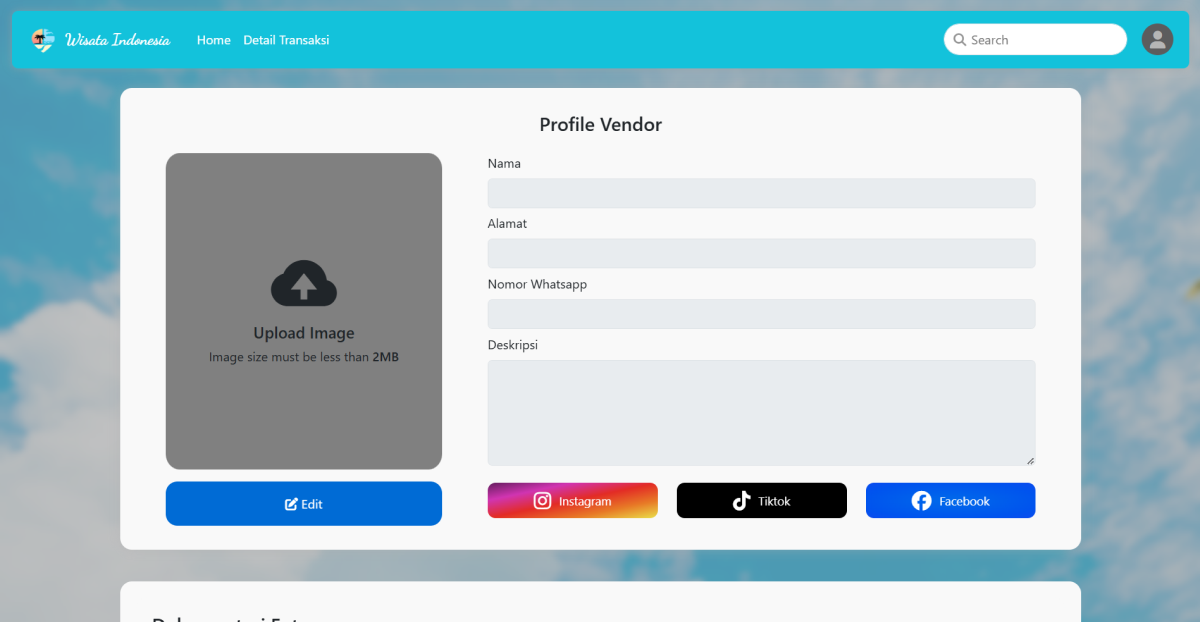 Wisata Indonesia
Home
Detail Transaksi
Search
Profile Vendor
Upload Image
Image size must be less than 2MB
Edit
Nama
Alamat
Nomor Whatsapp
Deskripsi
Instagram
Tiktok
Facebook